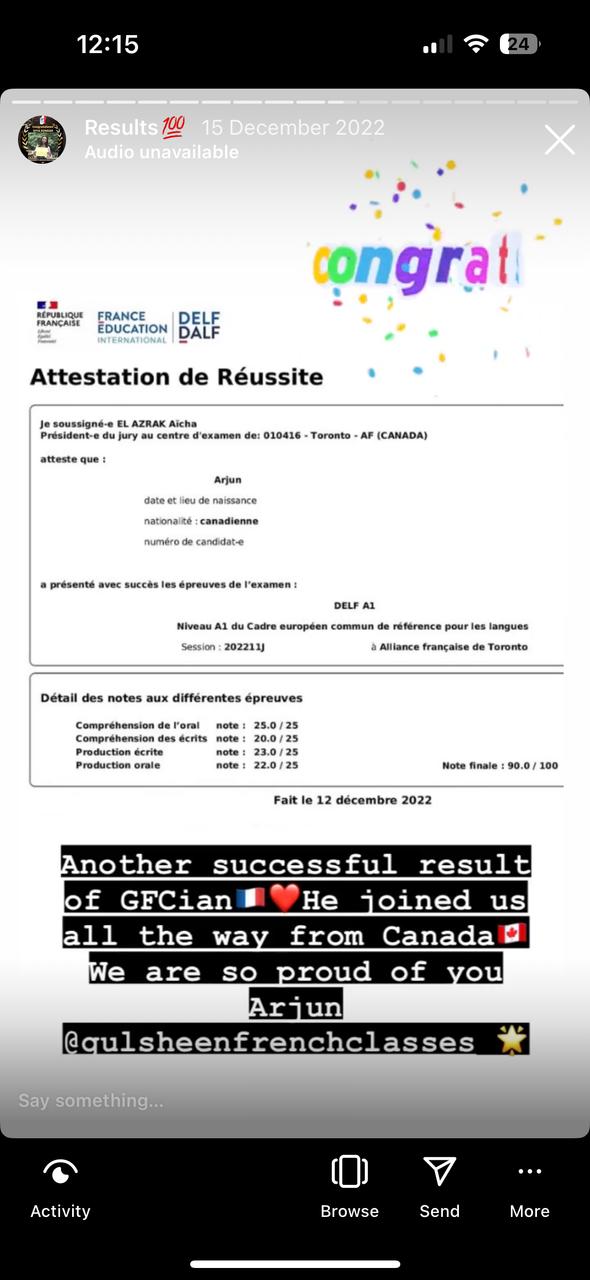 12:15
24
Results💯 15 December 2022
Audio unavailable
congrat
RÉPUBLIQUE
FRANÇAISE
Liberté
Égalité
Fraternité
FRANCE
ÉDUCATION
INTERNATIONAL
DELF
DALF
Attestation de Réussite
Je soussigné-e EL AZRAK Aïcha
Président-e du jury au centre d'examen de: 010416 - Toronto - AF (CANADA)
atteste que :
Arjun
date et lieu de naissance
nationalité : canadienne
numéro de candidat-e
a présenté avec succès les épreuves de l'examen :
DELF A1
Niveau A1 du Cadre européen commun de référence pour les langues
Session : 202211J à Alliance française de Toronto
Détail des notes aux différentes épreuves
Compréhension de l'oral note : 25.0 / 25
Compréhension des écrits note : 20.0 / 25
Production écrite note : 23.0 / 25
Production orale note : 22.0 / 25 Note finale : 90.0 / 100
Fait le 12 décembre 2022
Another successful result
of GFCian🇫🇷❤️He joined us
all the way from Canada🇨🇦
We are so proud of you
Arjun
@gulsheenfrenchclasses 🌟
Say something...
Activity Browse Send More